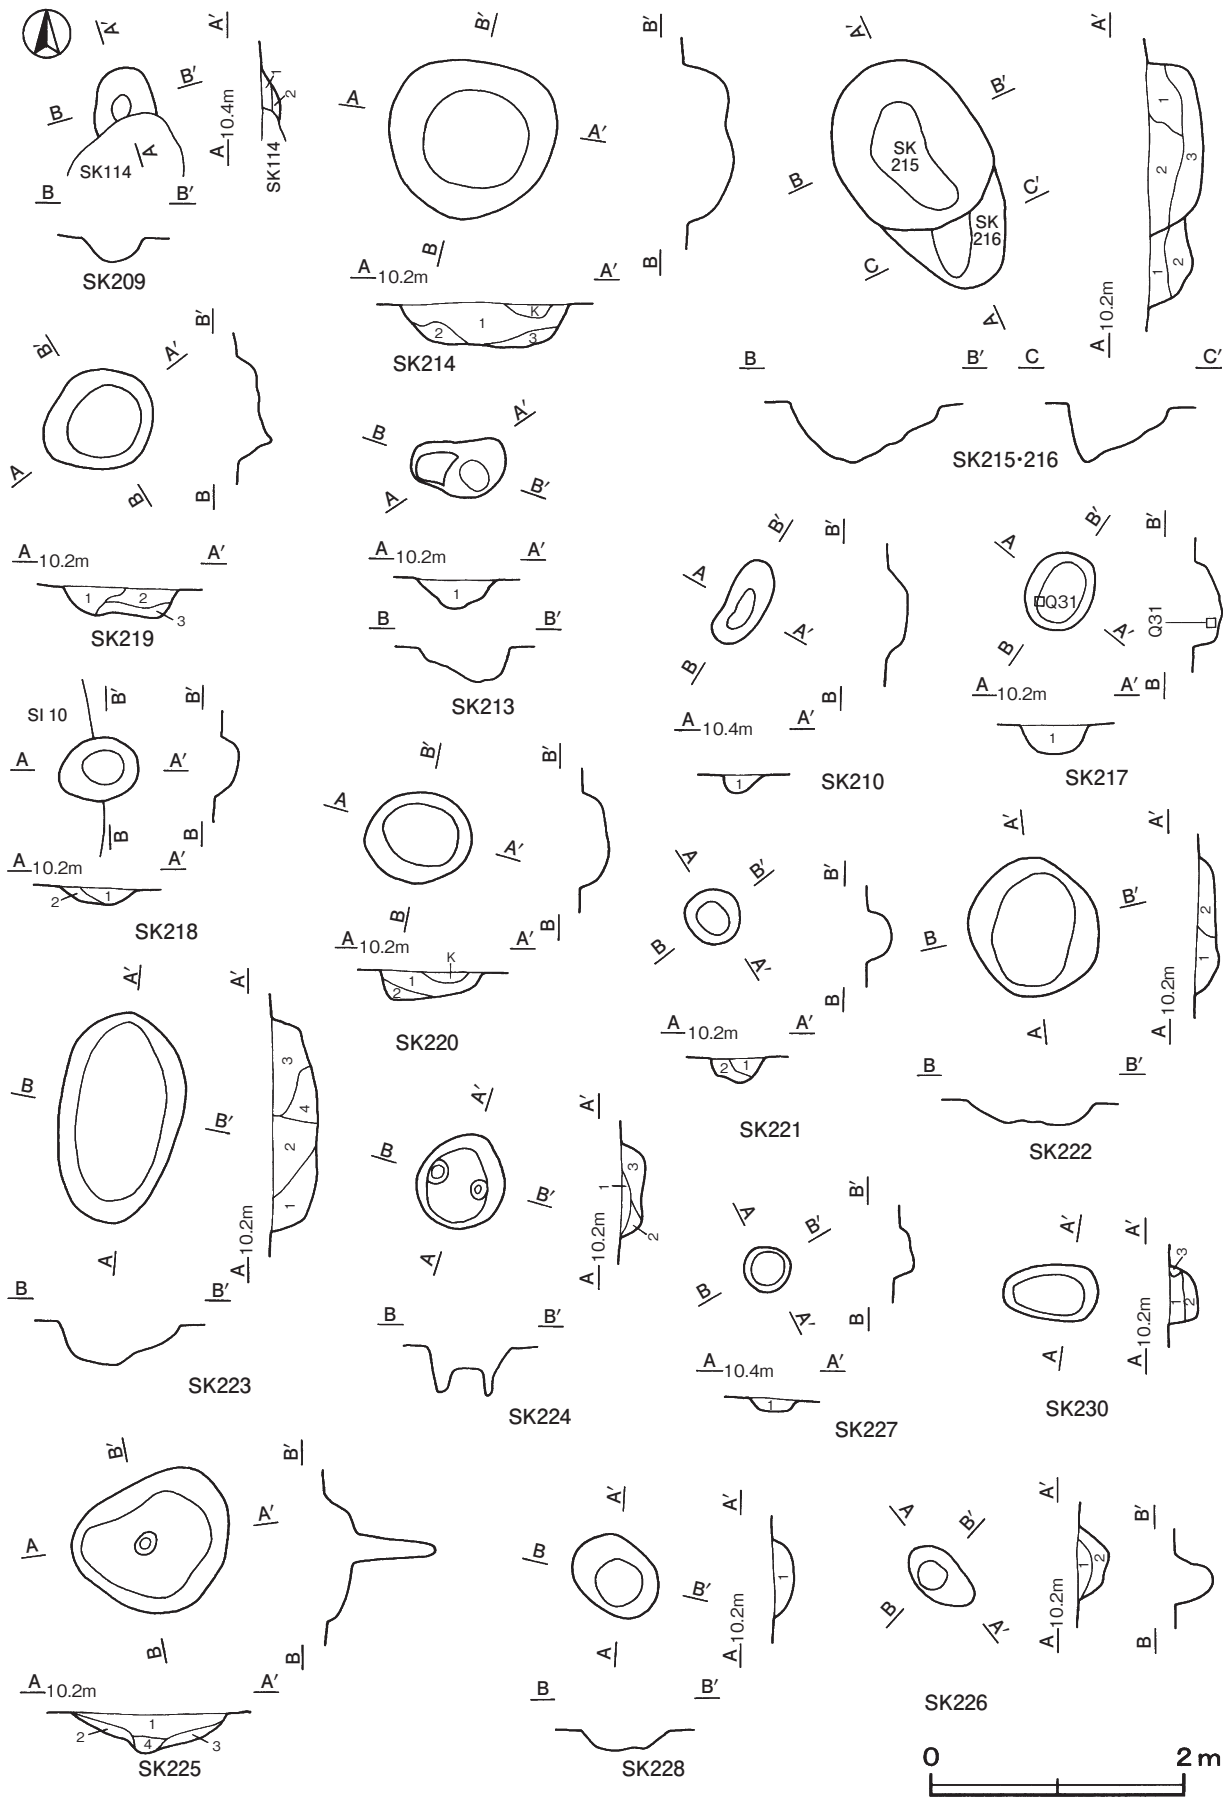 A A′ B B′ SK114
A 10.4m A′ 1 2 SK114
B B′
SK209
A A′ B B′
B B′
A 10.2m A′
1 2 3 K
SK214
A A′ B B′ C C′
SK 215
SK 216
A 10.2m A′
1 2 3 1 2
B B′ C C′
SK215・216
A A′ B B′
B B′
A 10.2m A′
1 2 3
SK219
A A′ B B′
A 10.2m A′
1
B B′
SK213
A A′ B B′
B B′
A 10.4m A′
1
SK210
A A′ B B′
Q31
B B′
Q31
A 10.2m A′
1
SK217
SI 10
A A′ B B′
B B′
A 10.2m A′
2 1
SK218
A A′ B B′
B B′
A 10.2m A′
K 1 2
SK220
A A′ B B′
B B′
A 10.2m A′
2 1
SK221
A A′ B B′
A 10.2m A′
2 1
B B′
SK222
A A′ B B′
A 10.2m A′
3 4 2 1
B B′
SK223
A A′ B B′
A 10.2m A′
3 1 2
B B′
SK224
A A′ B B′
B B′
A 10.4m A′
1
SK227
A A′
A 10.2m A′
3 1 2
SK230
A A′ B B′
B B′
A 10.2m A′
1 2 4 3
SK225
A A′ B B′
A 10.2m A′
1
B B′
SK228
A A′ B B′
A 10.2m A′
1 2
B B′
SK226
0 2m